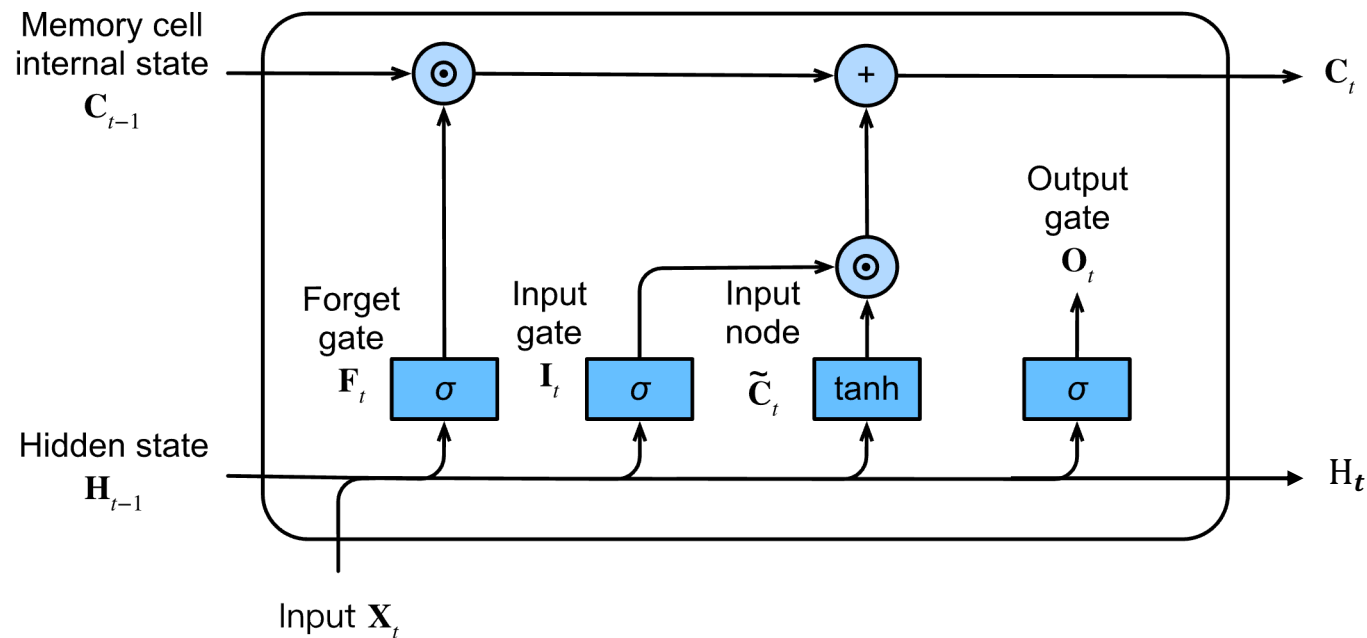 Memory cell
internal state
C_{t−1}
⊙
+
C_t
Output
gate
O_t
⊙
Forget
gate
F_t
Input
gate
I_t
Input
node
C̃_t
σ
σ
tanh
σ
Hidden state
H_{t−1}
H_t
Input X_t